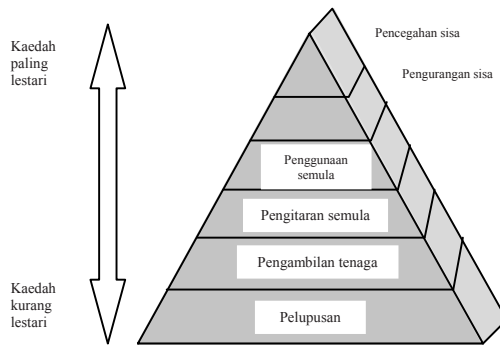 Kaedah
paling
lestari
Pencegahan sisa
Pengurangan sisa
Penggunaan
semula
Pengitaran semula
Pengambilan tenaga
Kaedah
kurang
lestari
Pelupusan